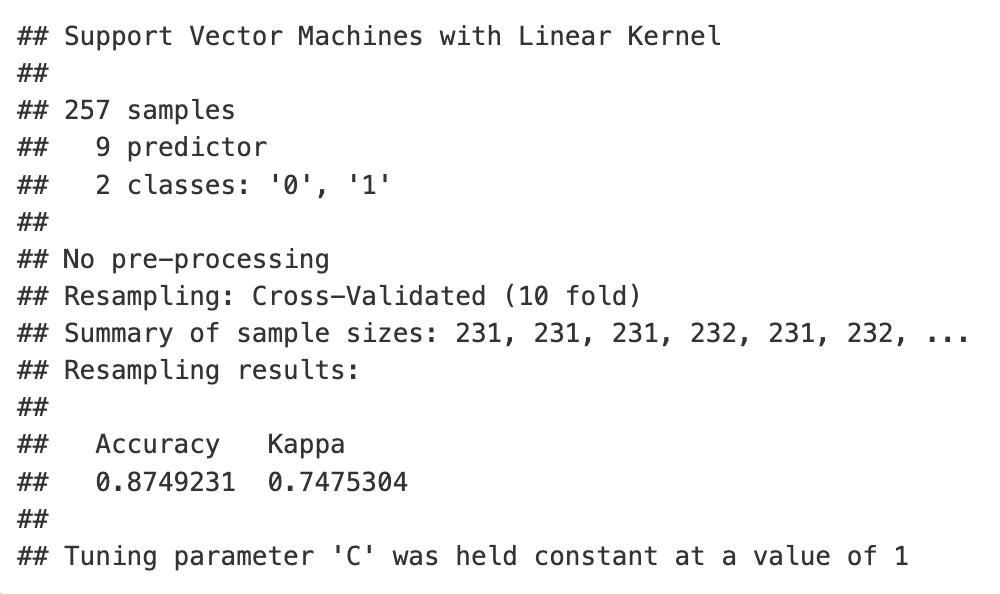 ## Support Vector Machines with Linear Kernel
##
## 257 samples
##   9 predictor
##   2 classes: '0', '1'
##
## No pre-processing
## Resampling: Cross-Validated (10 fold)
## Summary of sample sizes: 231, 231, 231, 232, 231, 232, ...
## Resampling results:
##
##   Accuracy   Kappa
##   0.8749231  0.7475304
##
## Tuning parameter 'C' was held constant at a value of 1